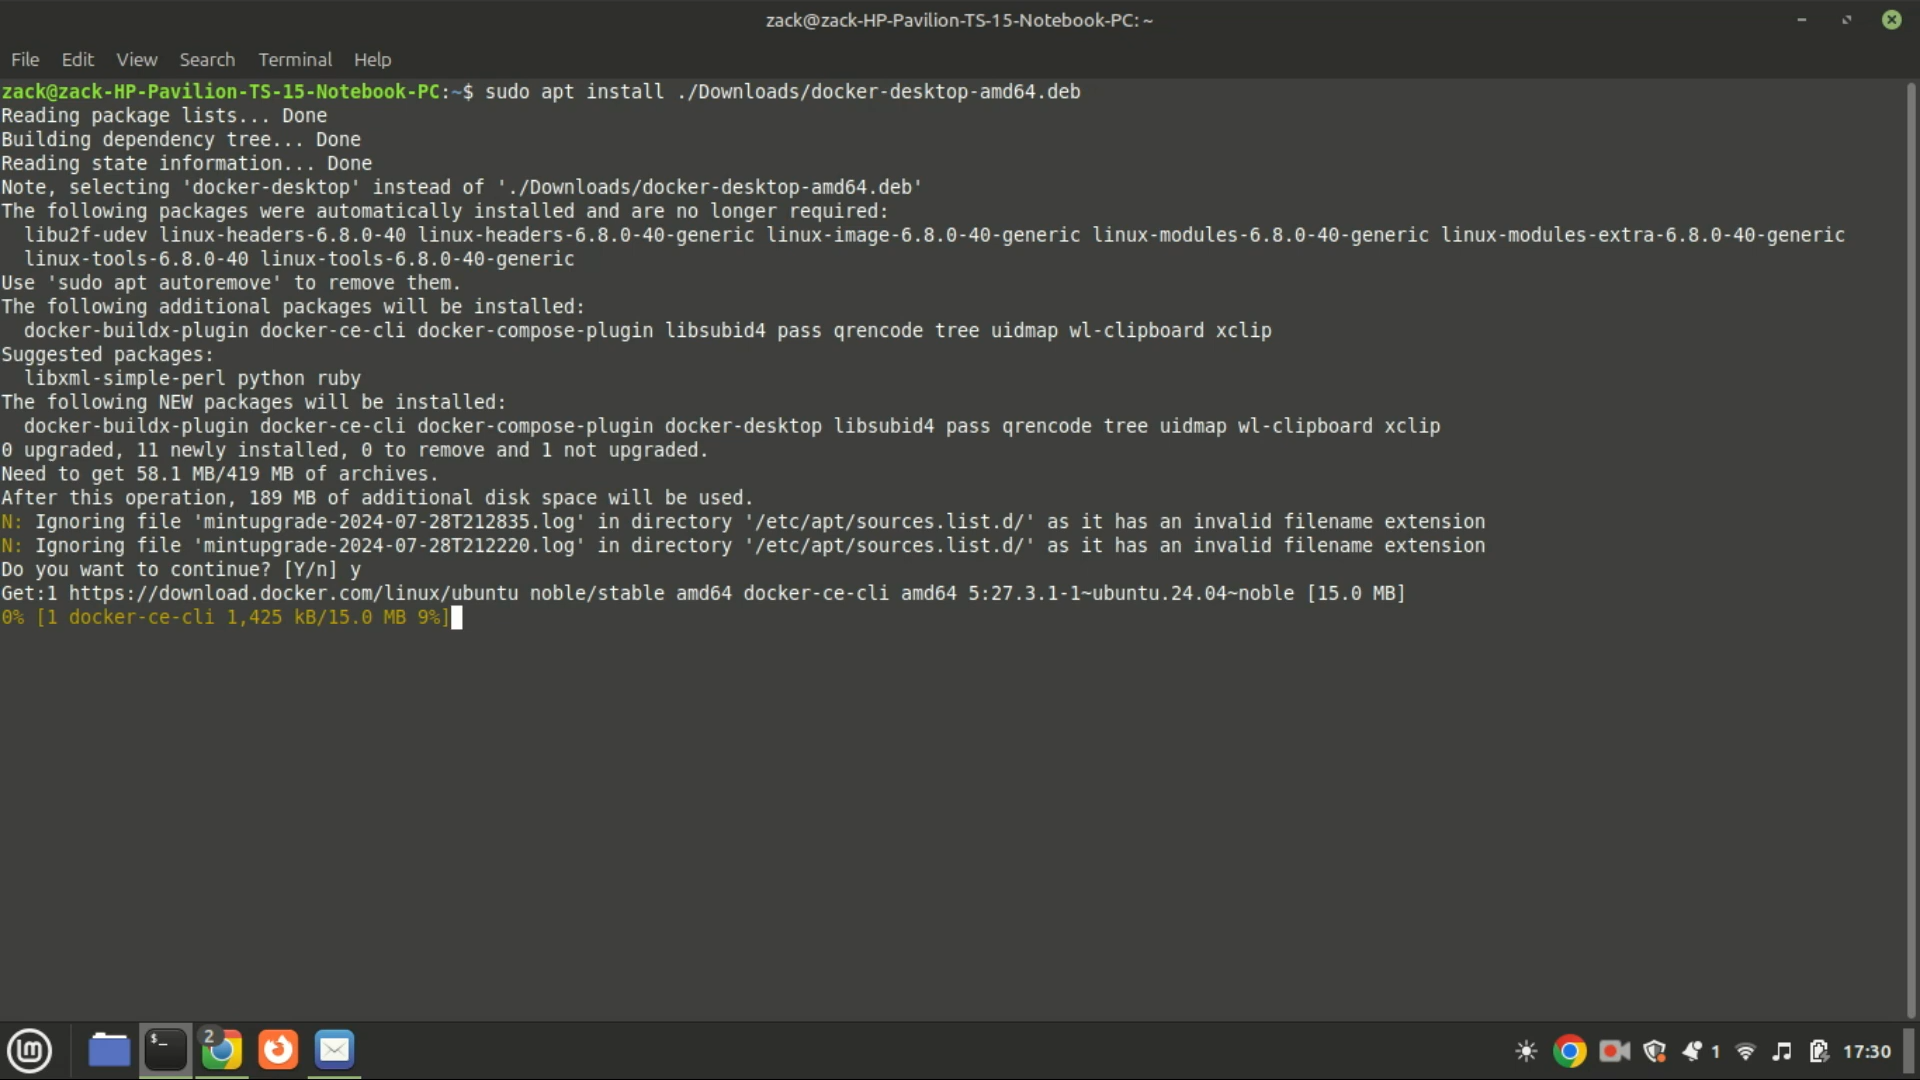 zack@zack-HP-Pavilion-TS-15-Notebook-PC: ~
File Edit View Search Terminal Help
zack@zack-HP-Pavilion-TS-15-Notebook-PC:~$ sudo apt install ./Downloads/docker-desktop-amd64.deb
Reading package lists... Done
Building dependency tree... Done
Reading state information... Done
Note, selecting 'docker-desktop' instead of './Downloads/docker-desktop-amd64.deb'
The following packages were automatically installed and are no longer required:
  libu2f-udev linux-headers-6.8.0-40 linux-headers-6.8.0-40-generic linux-image-6.8.0-40-generic linux-modules-6.8.0-40-generic linux-modules-extra-6.8.0-40-generic
  linux-tools-6.8.0-40 linux-tools-6.8.0-40-generic
Use 'sudo apt autoremove' to remove them.
The following additional packages will be installed:
  docker-buildx-plugin docker-ce-cli docker-compose-plugin libsubid4 pass qrencode tree uidmap wl-clipboard xclip
Suggested packages:
  libxml-simple-perl python ruby
The following NEW packages will be installed:
  docker-buildx-plugin docker-ce-cli docker-compose-plugin docker-desktop libsubid4 pass qrencode tree uidmap wl-clipboard xclip
0 upgraded, 11 newly installed, 0 to remove and 1 not upgraded.
Need to get 58.1 MB/419 MB of archives.
After this operation, 189 MB of additional disk space will be used.
N: Ignoring file 'mintupgrade-2024-07-28T212835.log' in directory '/etc/apt/sources.list.d/' as it has an invalid filename extension
N: Ignoring file 'mintupgrade-2024-07-28T212220.log' in directory '/etc/apt/sources.list.d/' as it has an invalid filename extension
Do you want to continue? [Y/n] y
Get:1 https://download.docker.com/linux/ubuntu noble/stable amd64 docker-ce-cli amd64 5:27.3.1-1~ubuntu.24.04~noble [15.0 MB]
0% [1 docker-ce-cli 1,425 kB/15.0 MB 9%]
$_ 2 1 17:30